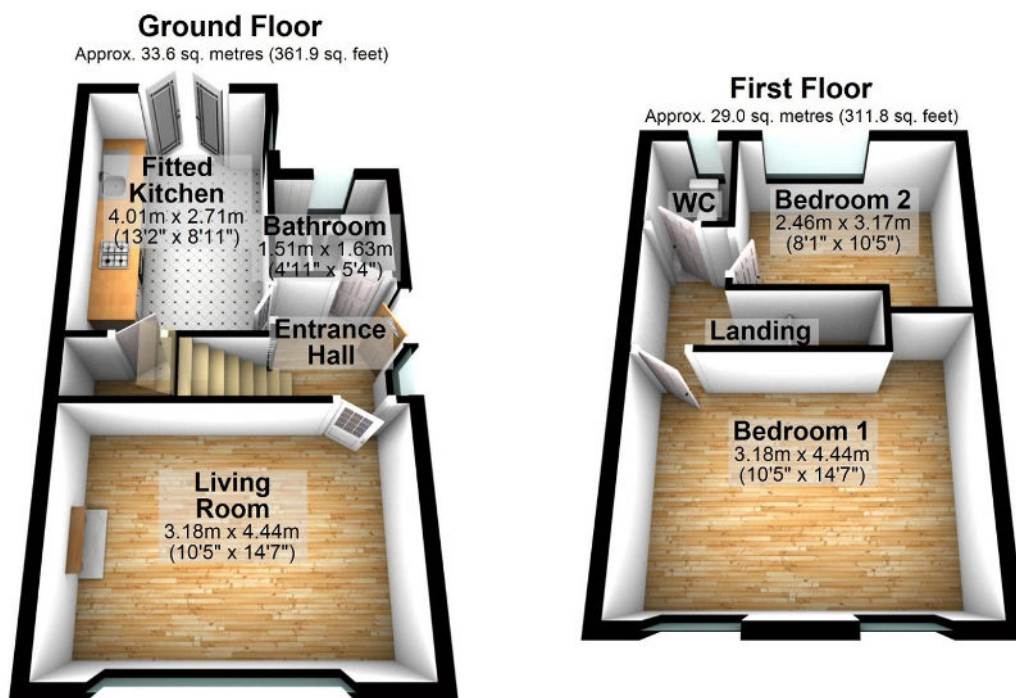 Ground Floor
Approx. 33.6 sq. metres (361.9 sq. feet)
Fitted
Kitchen
4.01m x 2.71m
(13'2" x 8'11")
Bathroom
1.51m x 1.63m
(4'11" x 5'4")
Entrance
Hall
Living
Room
3.18m x 4.44m
(10'5" x 14'7")
First Floor
Approx. 29.0 sq. metres (311.8 sq. feet)
WC
Bedroom 2
2.46m x 3.17m
(8'1" x 10'5")
Landing
Bedroom 1
3.18m x 4.44m
(10'5" x 14'7")